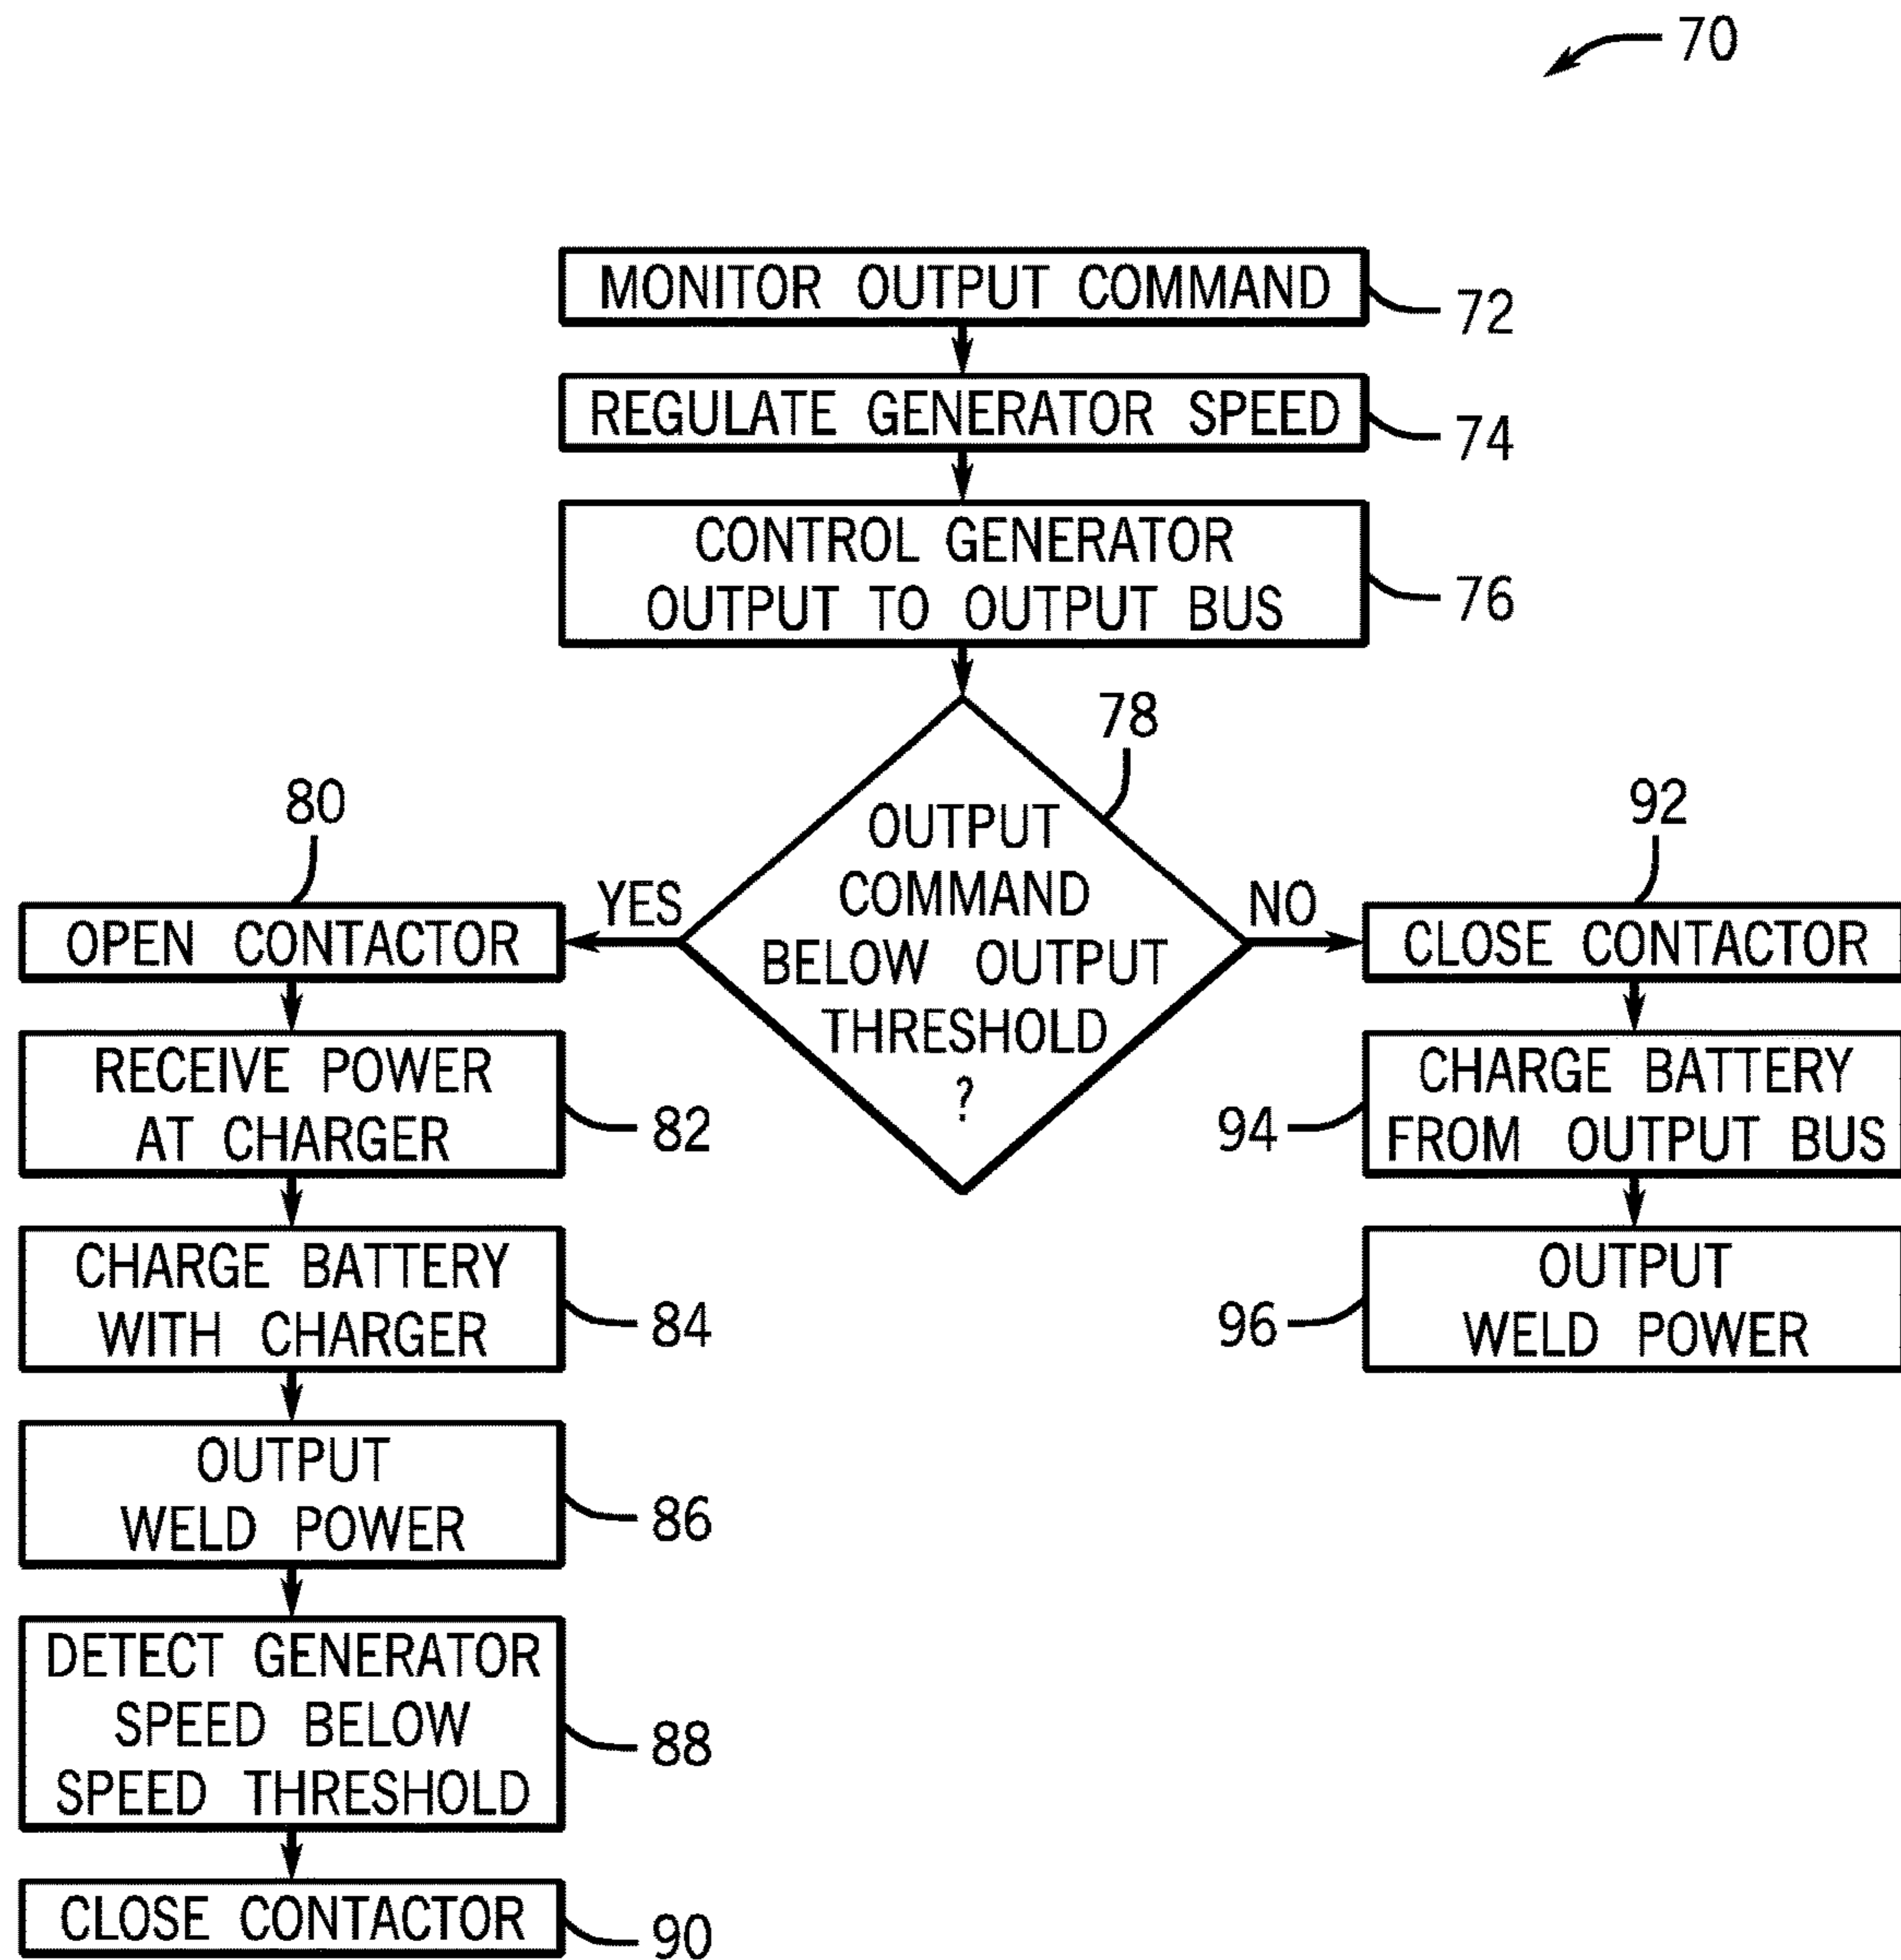 70
MONITOR OUTPUT COMMAND
72
REGULATE GENERATOR SPEED
74
CONTROL GENERATOR
OUTPUT TO OUTPUT BUS
76
78
OUTPUT
COMMAND
BELOW OUTPUT
THRESHOLD
?
YES
NO
80
OPEN CONTACTOR
RECEIVE POWER
AT CHARGER
82
CHARGE BATTERY
WITH CHARGER
84
OUTPUT
WELD POWER
86
DETECT GENERATOR
SPEED BELOW
SPEED THRESHOLD
88
CLOSE CONTACTOR
90
92
CLOSE CONTACTOR
CHARGE BATTERY
FROM OUTPUT BUS
94
OUTPUT
WELD POWER
96